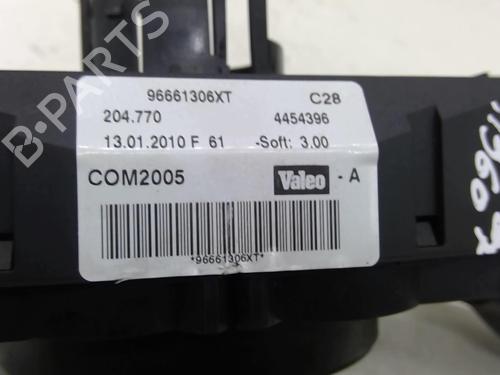 B-PARTS
96661306XT C28
204.770 4454396
13.01.2010 F 61 -Soft: 3.00
COM2005 Valeo - A
*96661306XT*